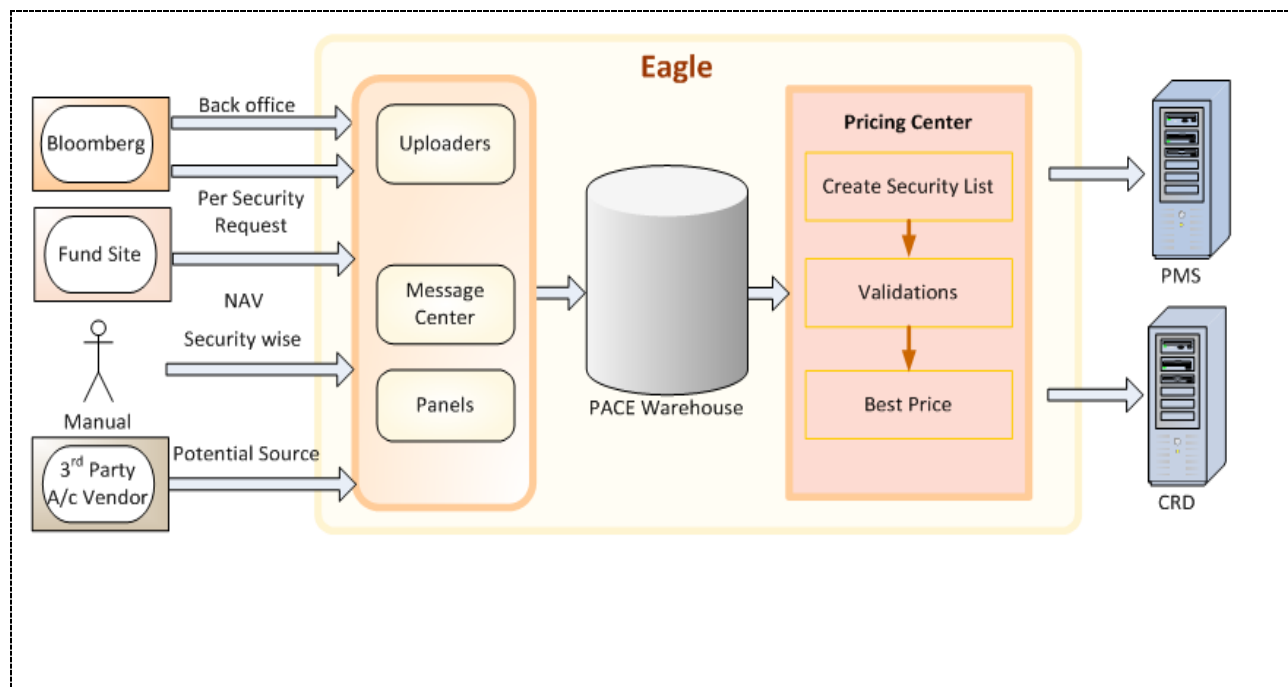 Eagle
Bloomberg
Back office
Per Security
Request
Fund Site
NAV
Security wise
Manual
3rd Party
A/c Vendor
Potential Source
Uploaders
Message
Center
Panels
PACE Warehouse
Pricing Center
Create Security List
Validations
Best Price
PMS
CRD